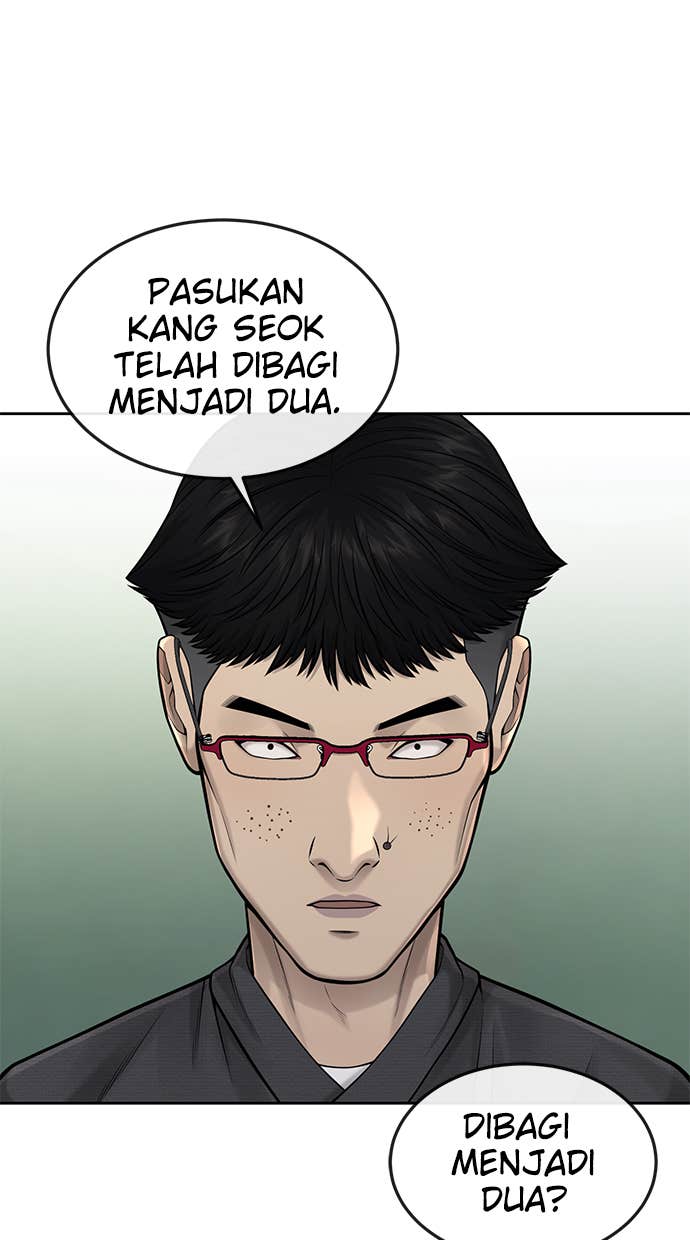 PASUKAN
KANG SEOK
TELAH DIBAGI
MENJADI DUA.
DIBAGI
MENJADI
DUA?